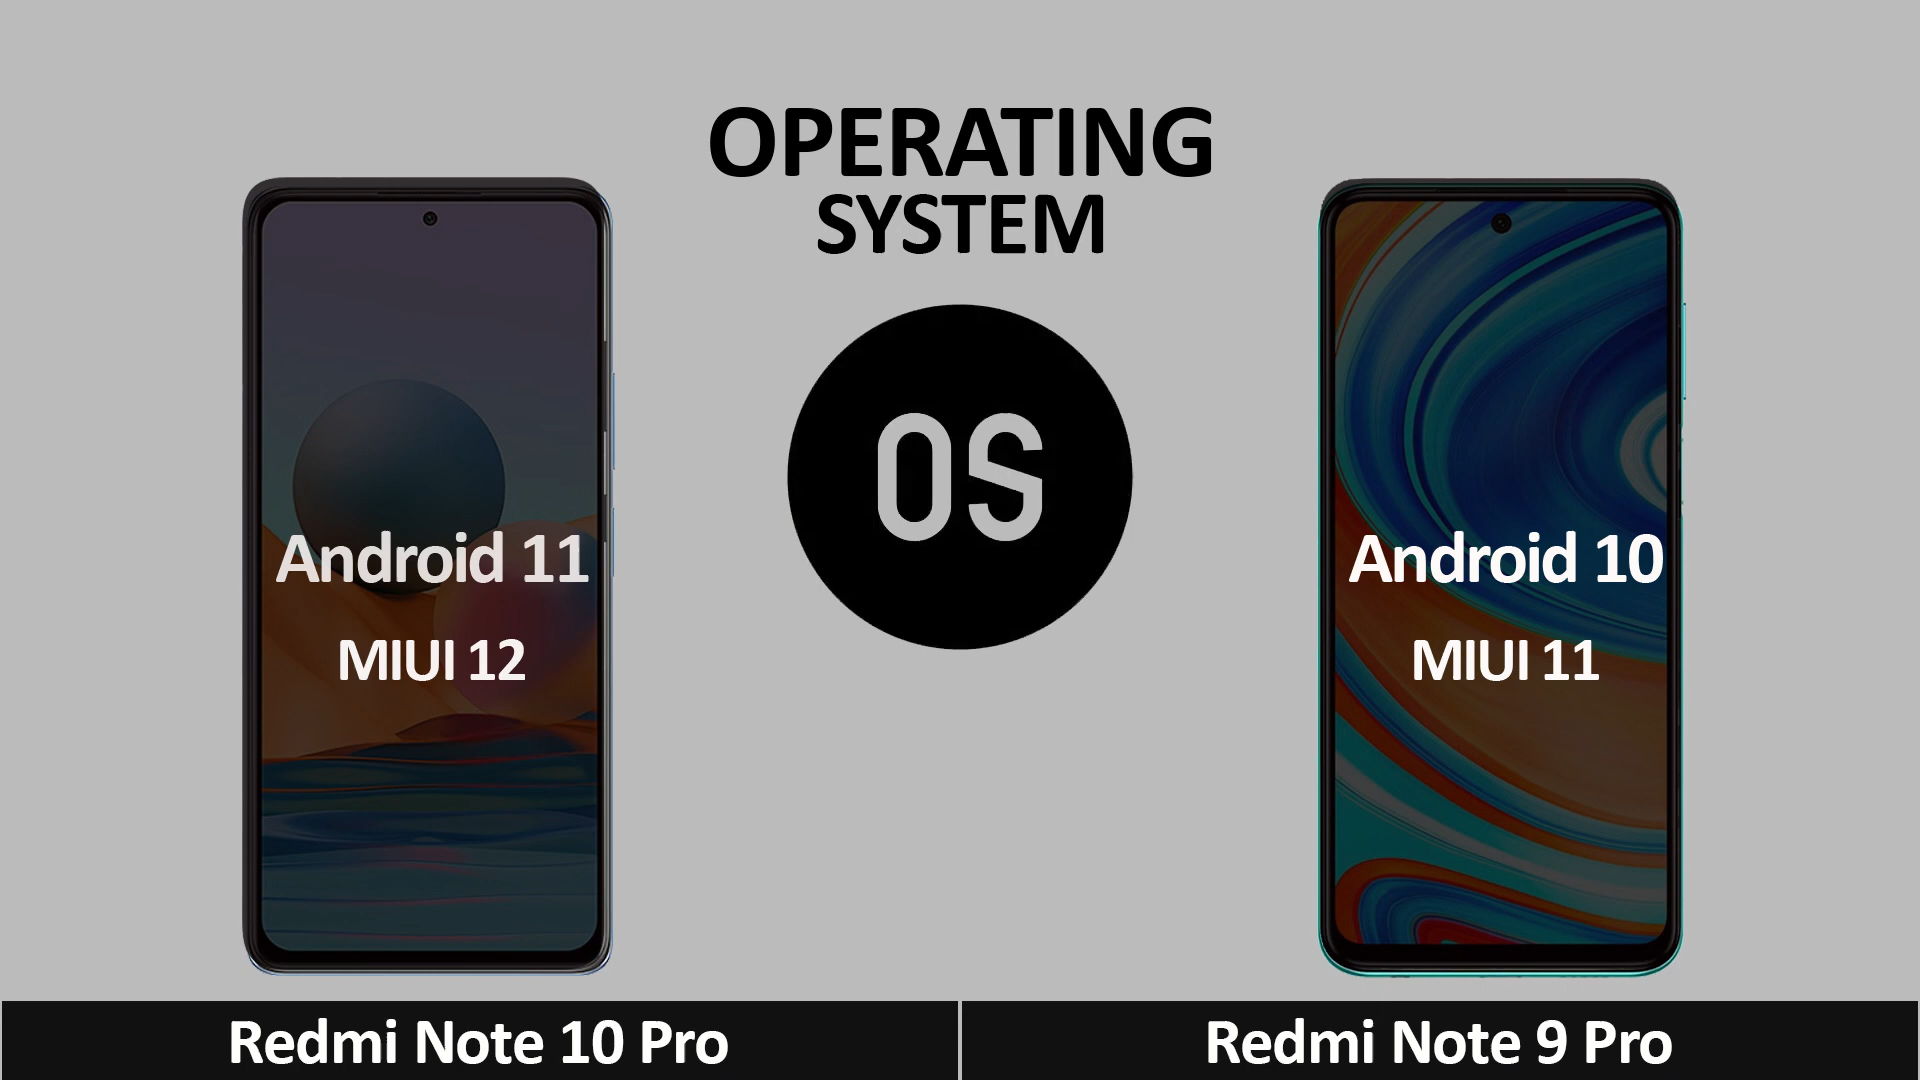 OPERATING
SYSTEM
OS
Android 11
MIUI 12
Android 10
MIUI 11
Redmi Note 10 Pro
Redmi Note 9 Pro